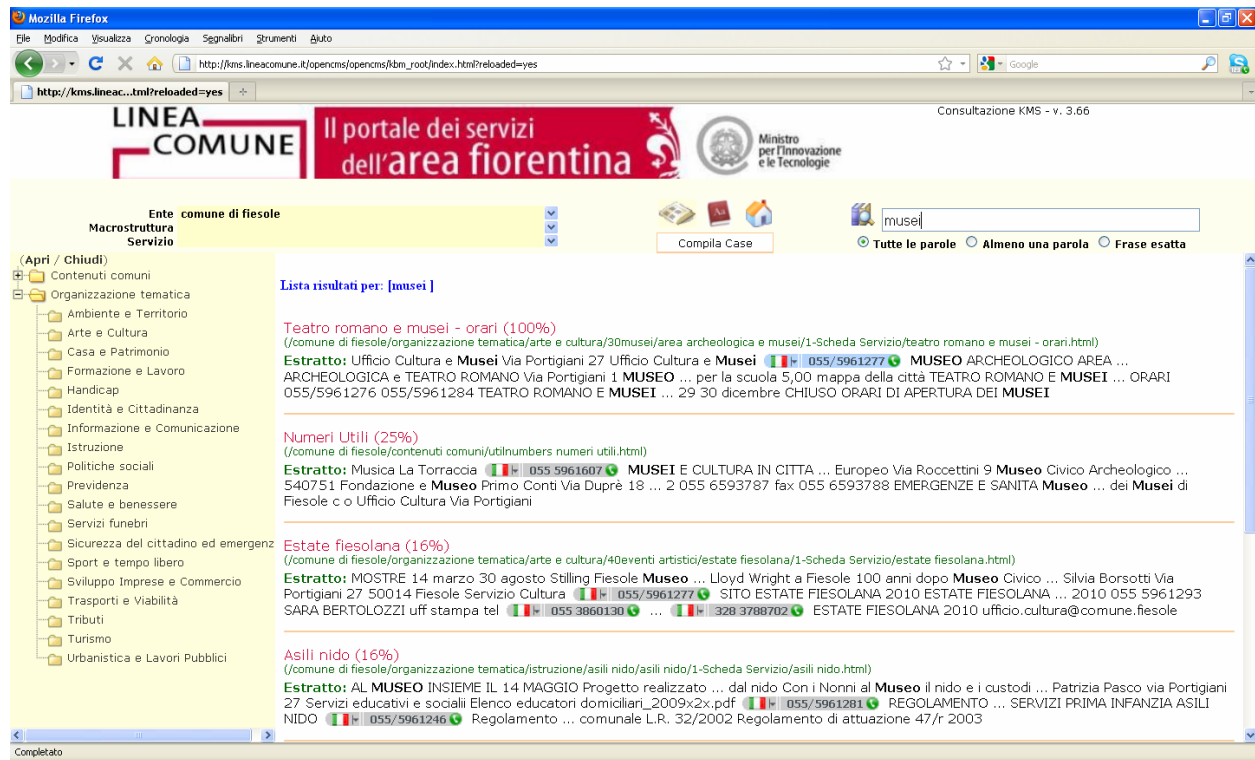 Mozilla Firefox
File Modifica Visualizza Cronologia Segnalibri Strumenti Aiuto
http://kms.lineacomune.it/opencms/opencms/kbm_root/index.html?reloaded=yes
Google
http://kms.lineac...tml?reloaded=yes
Consultazione KMS - v. 3.66
LINEA
COMUNE
Il portale dei servizi
dell'area fiorentina
Ministro
per l'Innovazione
e le Tecnologie
Ente comune di fiesole
Macrostruttura
Servizio
Compila Case
musei
Tutte le parole Almeno una parola Frase esatta
(Apri / Chiudi)
Contenuti comuni
Organizzazione tematica
Ambiente e Territorio
Arte e Cultura
Casa e Patrimonio
Formazione e Lavoro
Handicap
Identità e Cittadinanza
Informazione e Comunicazione
Istruzione
Politiche sociali
Previdenza
Salute e benessere
Servizi funebri
Sicurezza del cittadino ed emergenz
Sport e tempo libero
Sviluppo Imprese e Commercio
Trasporti e Viabilità
Tributi
Turismo
Urbanistica e Lavori Pubblici
Lista risultati per: [musei ]
Teatro romano e musei - orari (100%)
(/comune di fiesole/organizzazione tematica/arte e cultura/30musei/area archeologica e musei/1-Scheda Servizio/teatro romano e musei - orari.html)
Estratto: Ufficio Cultura e Musei Via Portigiani 27 Ufficio Cultura e Musei 055/5961277 MUSEO ARCHEOLOGICO AREA ...
ARCHEOLOGICA e TEATRO ROMANO Via Portigiani 1 MUSEO ... per la scuola 5,00 mappa della città TEATRO ROMANO E MUSEI ... ORARI
055/5961276 055/5961284 TEATRO ROMANO E MUSEI ... 29 30 dicembre CHIUSO ORARI DI APERTURA DEI MUSEI
Numeri Utili (25%)
(/comune di fiesole/contenuti comuni/utilnumbers numeri utili.html)
Estratto: Musica La Torraccia 055 5961607 MUSEI E CULTURA IN CITTA ... Europeo Via Roccettini 9 Museo Civico Archeologico ...
540751 Fondazione e Museo Primo Conti Via Duprè 18 ... 2 055 6593787 fax 055 6593788 EMERGENZE E SANITA Museo ... dei Musei di
Fiesole c o Ufficio Cultura Via Portigiani
Estate fiesolana (16%)
(/comune di fiesole/organizzazione tematica/arte e cultura/40eventi artistici/estate fiesolana/1-Scheda Servizio/estate fiesolana.html)
Estratto: MOSTRE 14 marzo 30 agosto Stilling Fiesole Museo ... Lloyd Wright a Fiesole 100 anni dopo Museo Civico ... Silvia Borsotti Via
Portigiani 27 50014 Fiesole Servizio Cultura 055/5961277 SITO ESTATE FIESOLANA 2010 ESTATE FIESOLANA ... 2010 055 5961293
SARA BERTOLOZZI uff stampa tel 055 3860130 ... 328 3788702 ESTATE FIESOLANA 2010 ufficio.cultura@comune.fiesole
Asili nido (16%)
(/comune di fiesole/organizzazione tematica/istruzione/asili nido/asili nido/1-Scheda Servizio/asili nido.html)
Estratto: AL MUSEO INSIEME IL 14 MAGGIO Progetto realizzato ... dal nido Con i Nonni al Museo il nido e i custodi ... Patrizia Pasco via Portigiani
27 Servizi educativi e sociali Elenco educatori domiciliari_2009x2x.pdf 055/5961281 REGOLAMENTO ... SERVIZI PRIMA INFANZIA ASILI
NIDO 055/5961246 Regolamento ... comunale L.R. 32/2002 Regolamento di attuazione 47/r 2003
Completato